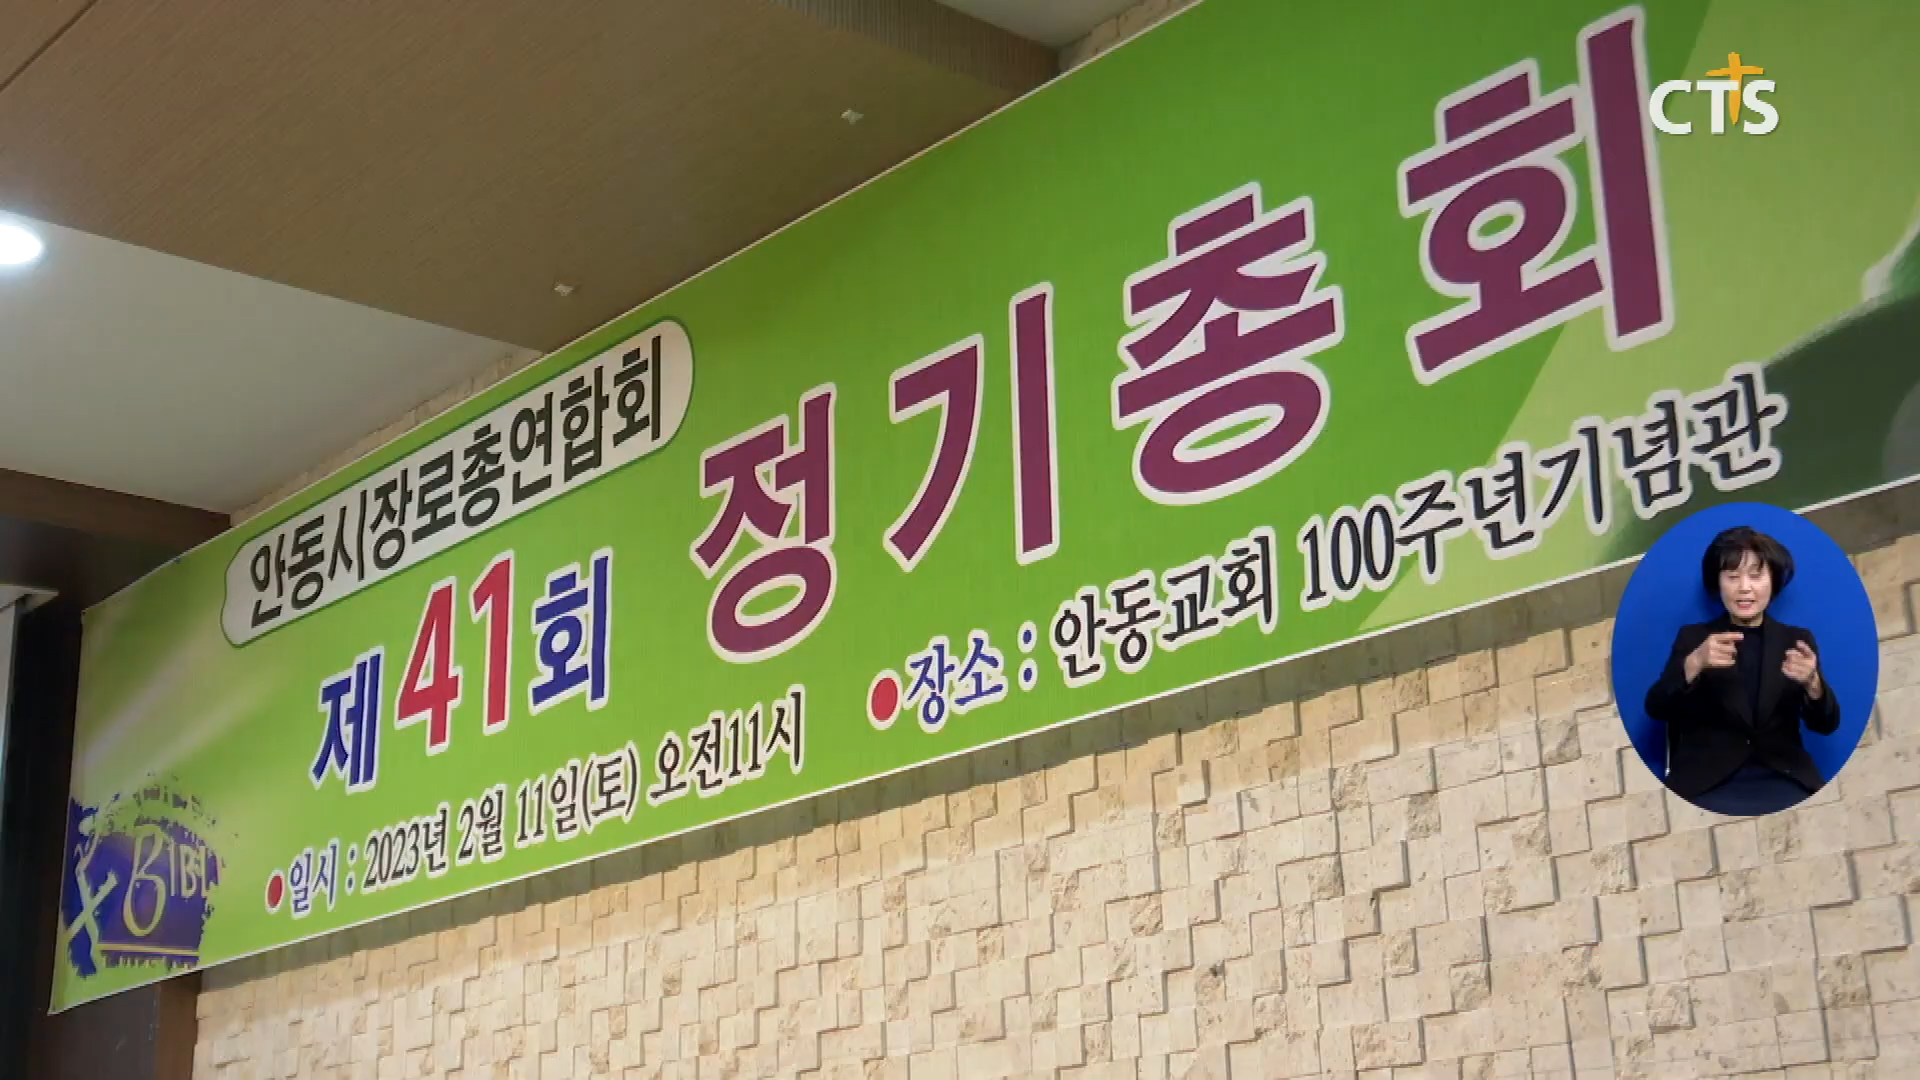 CTS
안동시장로총연합회
제41회 정기총회
●일시 : 2023년 2월 11일(토) 오전11시 ●장소 : 안동교회 100주년기념관
BIBL